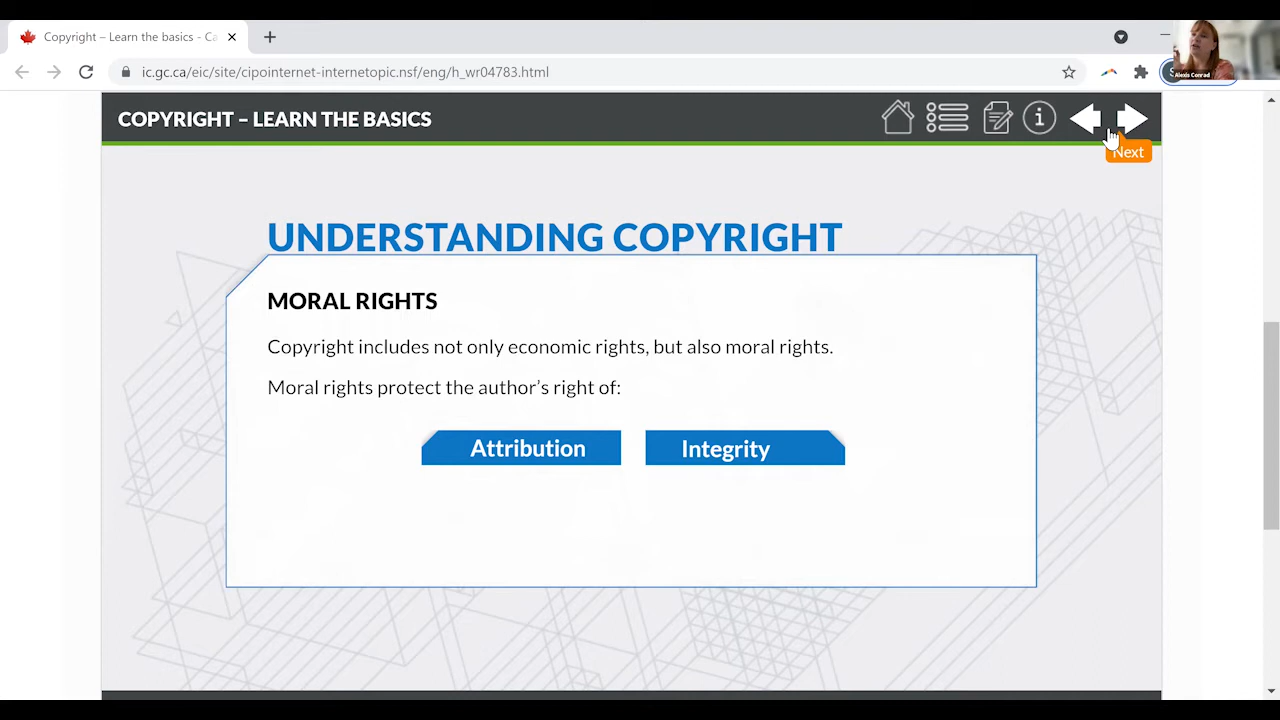 Copyright – Learn the basics - Ca
ic.gc.ca/eic/site/cipointernet-internetopic.nsf/eng/h_wr04783.html
Alexis Conrad
COPYRIGHT – LEARN THE BASICS
Next
UNDERSTANDING COPYRIGHT
MORAL RIGHTS
Copyright includes not only economic rights, but also moral rights.
Moral rights protect the author's right of:
Attribution
Integrity